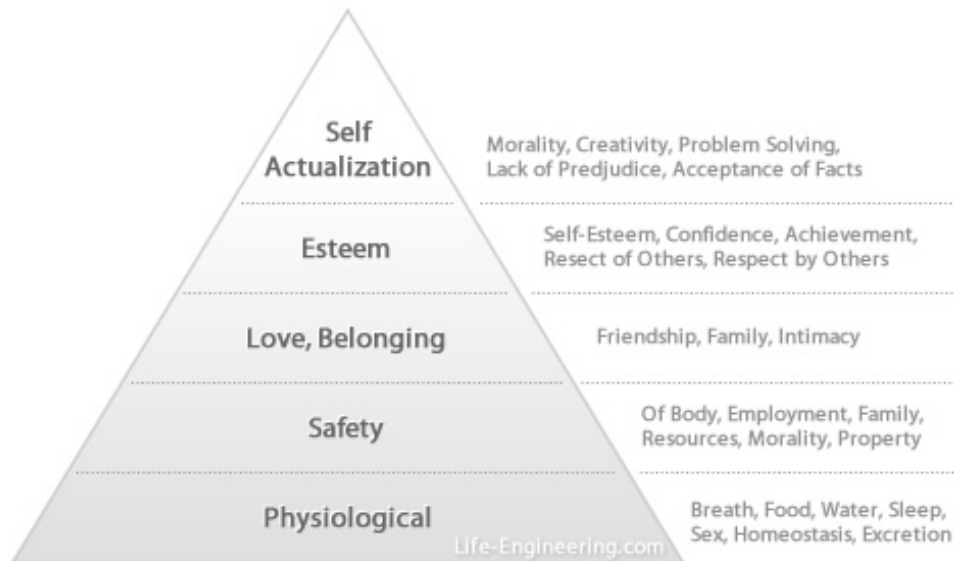 Self
Actualization
Morality, Creativity, Problem Solving,
Lack of Predjudice, Acceptance of Facts
Esteem
Self-Esteem, Confidence, Achievement,
Resect of Others, Respect by Others
Love, Belonging
Friendship, Family, Intimacy
Safety
Of Body, Employment, Family,
Resources, Morality, Property
Physiological
Breath, Food, Water, Sleep,
Sex, Homeostasis, Excretion
Life-Engineering.com